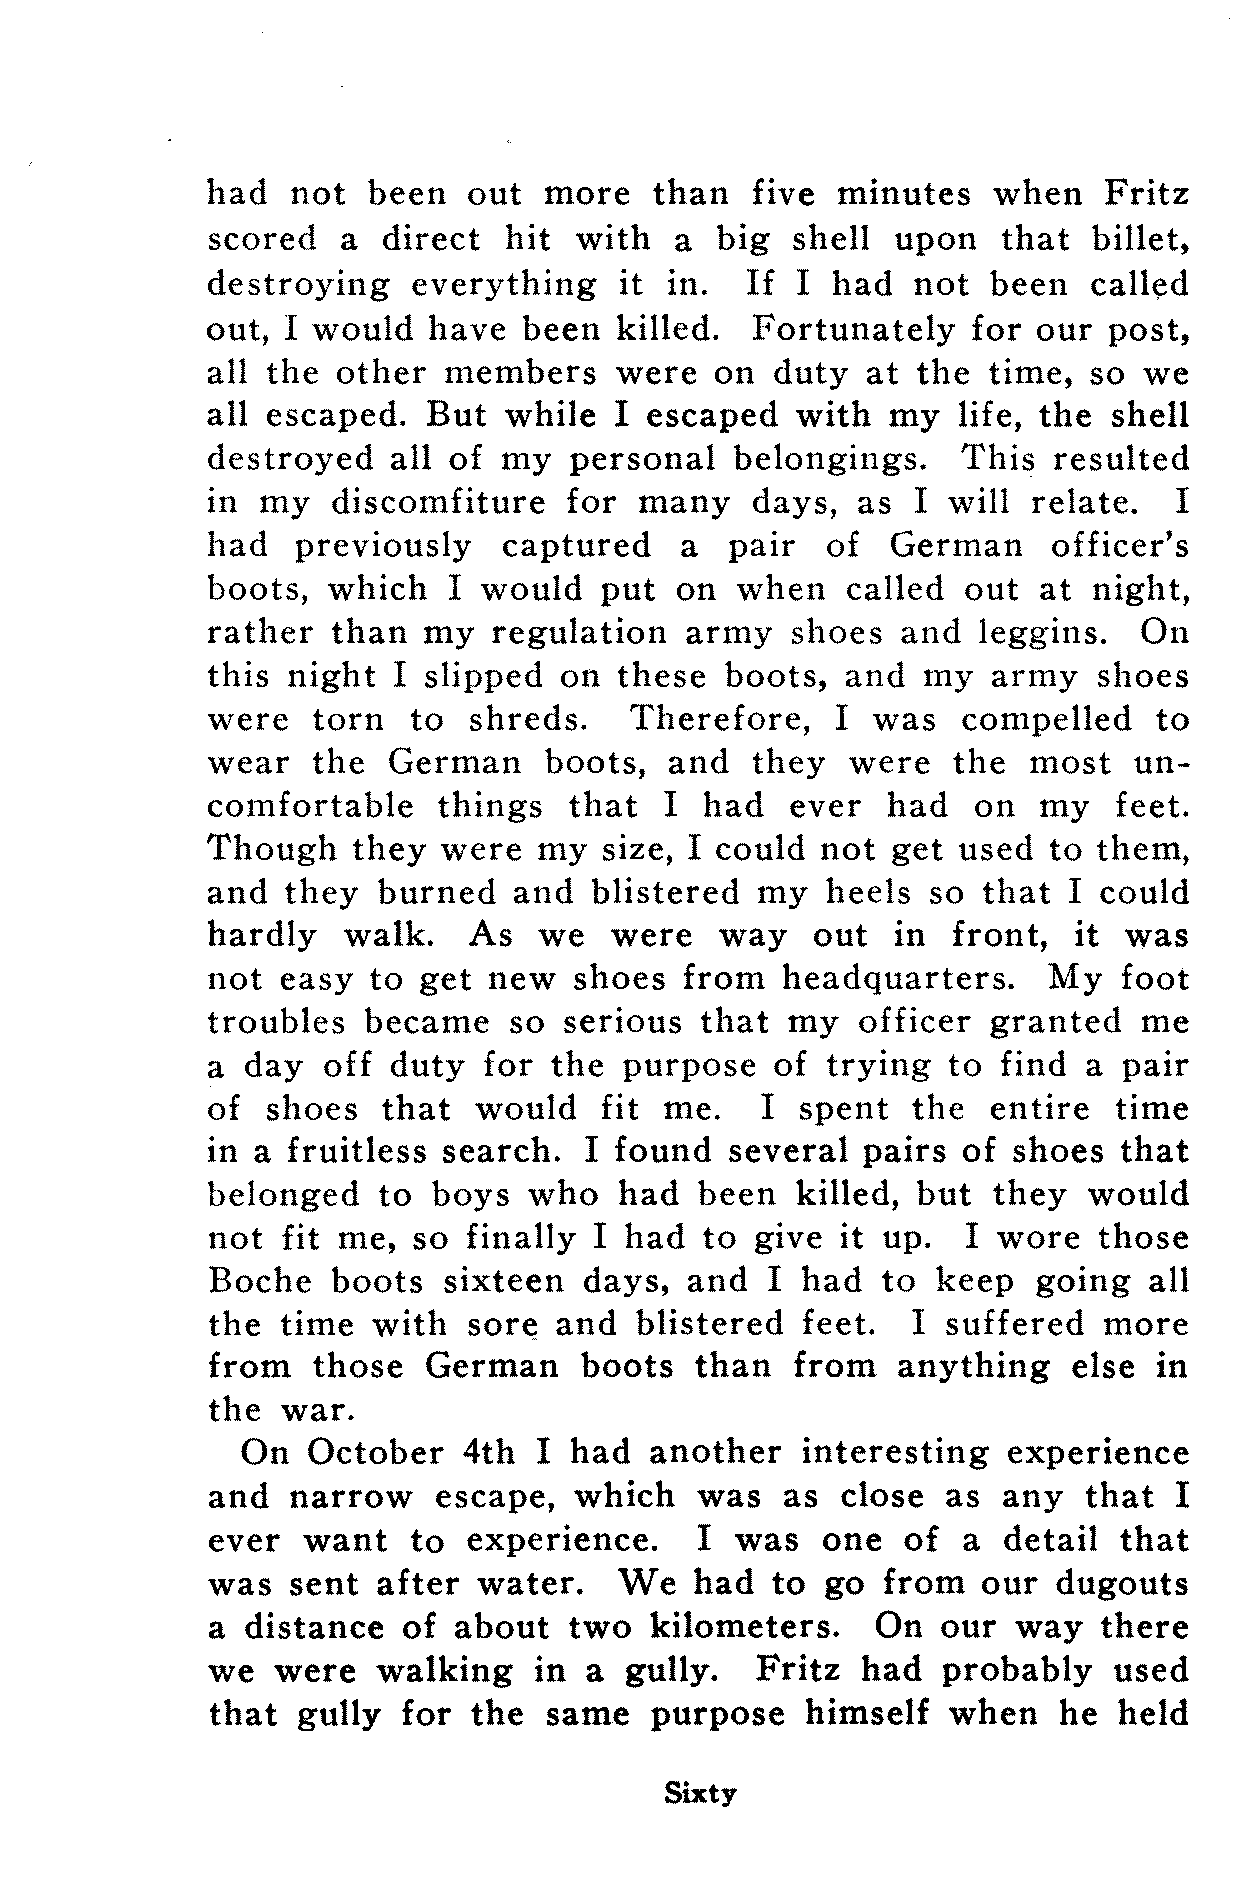 had not been out more than five minutes when Fritz
scored a direct hit with a big shell upon that billet,
destroying everything it in. If I had not been called
out, I would have been killed. Fortunately for our post,
all the other members were on duty at the time, so we
all escaped. But while I escaped with my life, the shell
destroyed all of my personal belongings. This resulted
in my discomfiture for many days, as I will relate. I
had previously captured a pair of German officer's
boots, which I would put on when called out at night,
rather than my regulation army shoes and leggins. On
this night I slipped on these boots, and my army shoes
were torn to shreds. Therefore, I was compelled to
wear the German boots, and they were the most un-
comfortable things that I had ever had on my feet.
Though they were my size, I could not get used to them,
and they burned and blistered my heels so that I could
hardly walk. As we were way out in front, it was
not easy to get new shoes from headquarters. My foot
troubles became so serious that my officer granted me
a day off duty for the purpose of trying to find a pair
of shoes that would fit me. I spent the entire time
in a fruitless search. I found several pairs of shoes that
belonged to boys who had been killed, but they would
not fit me, so finally I had to give it up. I wore those
Boche boots sixteen days, and I had to keep going all
the time with sore and blistered feet. I suffered more
from those German boots than from anything else in
the war.
On October 4th I had another interesting experience
and narrow escape, which was as close as any that I
ever want to experience. I was one of a detail that
was sent after water. We had to go from our dugouts
a distance of about two kilometers. On our way there
we were walking in a gully. Fritz had probably used
that gully for the same purpose himself when he held
Sixty